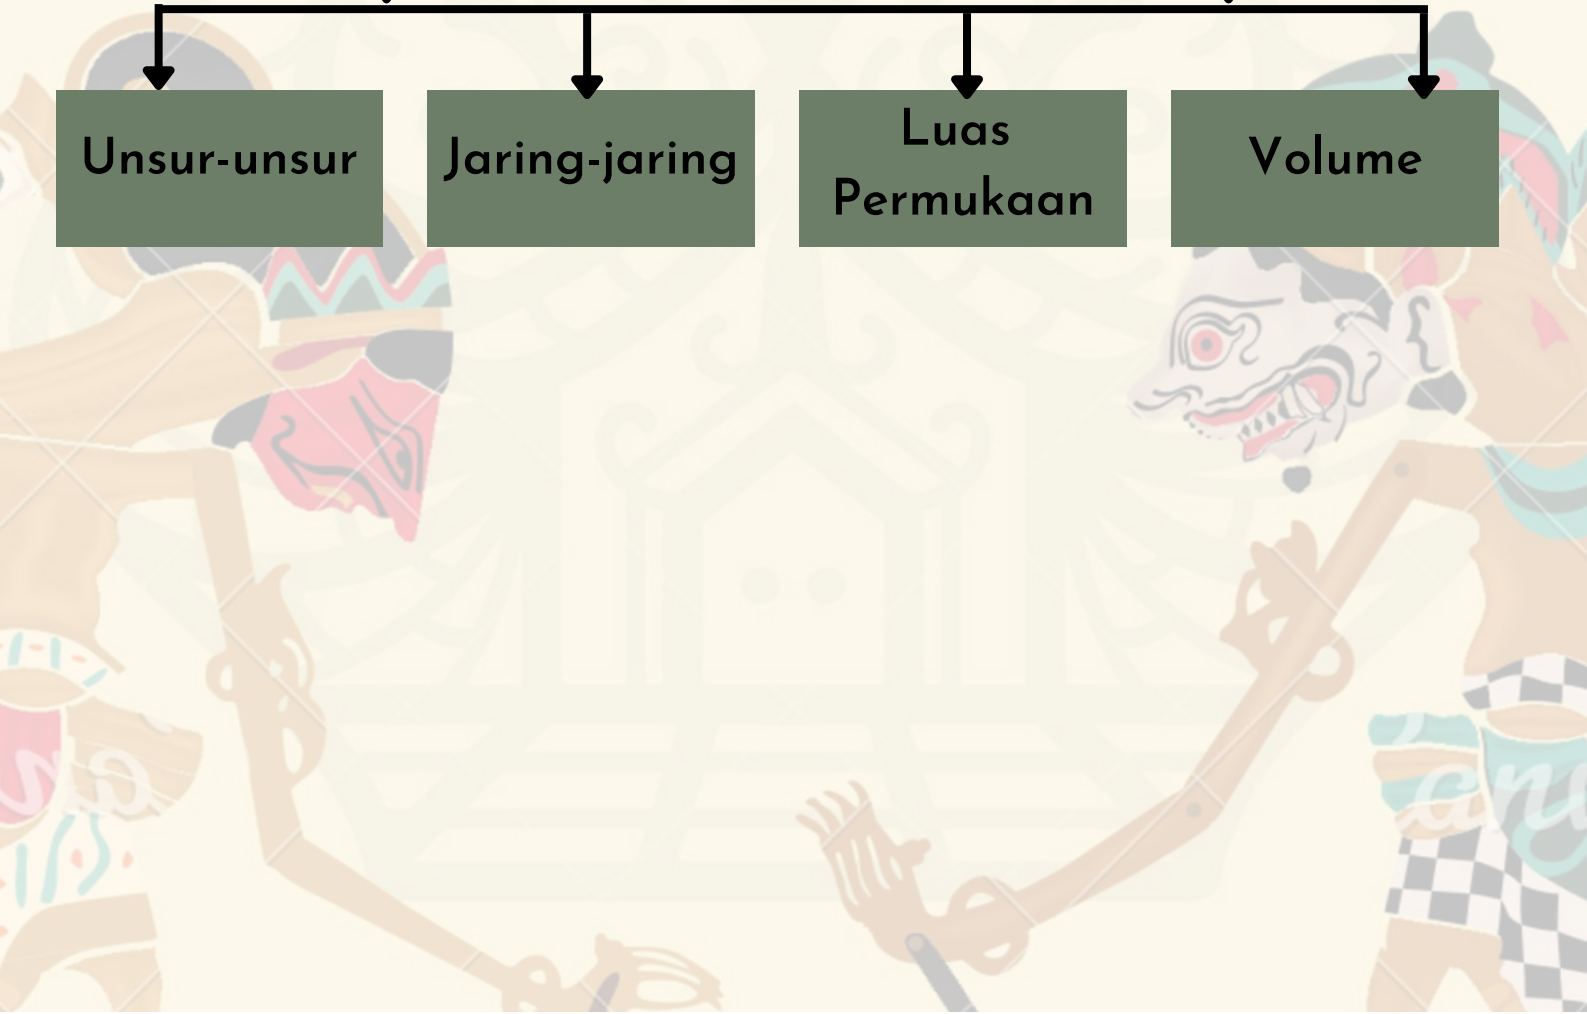 Unsur-unsur
Jaring-jaring
Luas
Permukaan
Volume